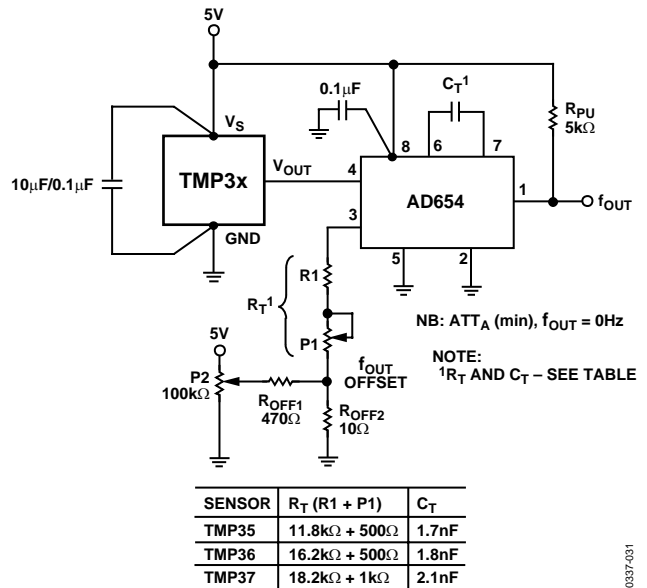 5V
0.1µF
C_T^1
R_PU
5kΩ
V_S
10µF/0.1µF
TMP3x
V_OUT
GND
8
6
7
4
3
AD654
1
f_OUT
5
2
R1
R_T^1
P1
NB: ATT_A (min), f_OUT = 0Hz
NOTE:
^1R_T AND C_T – SEE TABLE
5V
P2
100kΩ
f_OUT
OFFSET
R_OFF1
470Ω
R_OFF2
10Ω
SENSOR R_T (R1 + P1) C_T
TMP35 11.8kΩ + 500Ω 1.7nF
TMP36 16.2kΩ + 500Ω 1.8nF
TMP37 18.2kΩ + 1kΩ 2.1nF
0337-031